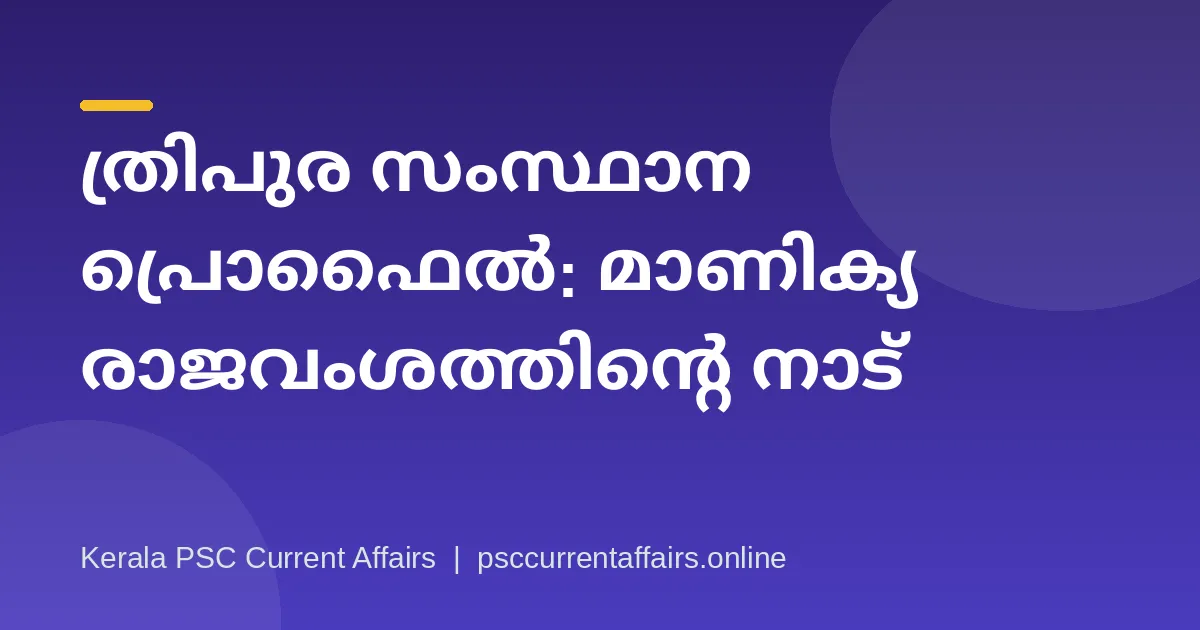 ത്രിപുര സംസ്ഥാന
പ്രൊഫൈൽ: മാണിക്യ
രാജവംശത്തിന്റെ നാട്
Kerala PSC Current Affairs | psccurrentaffairs.online